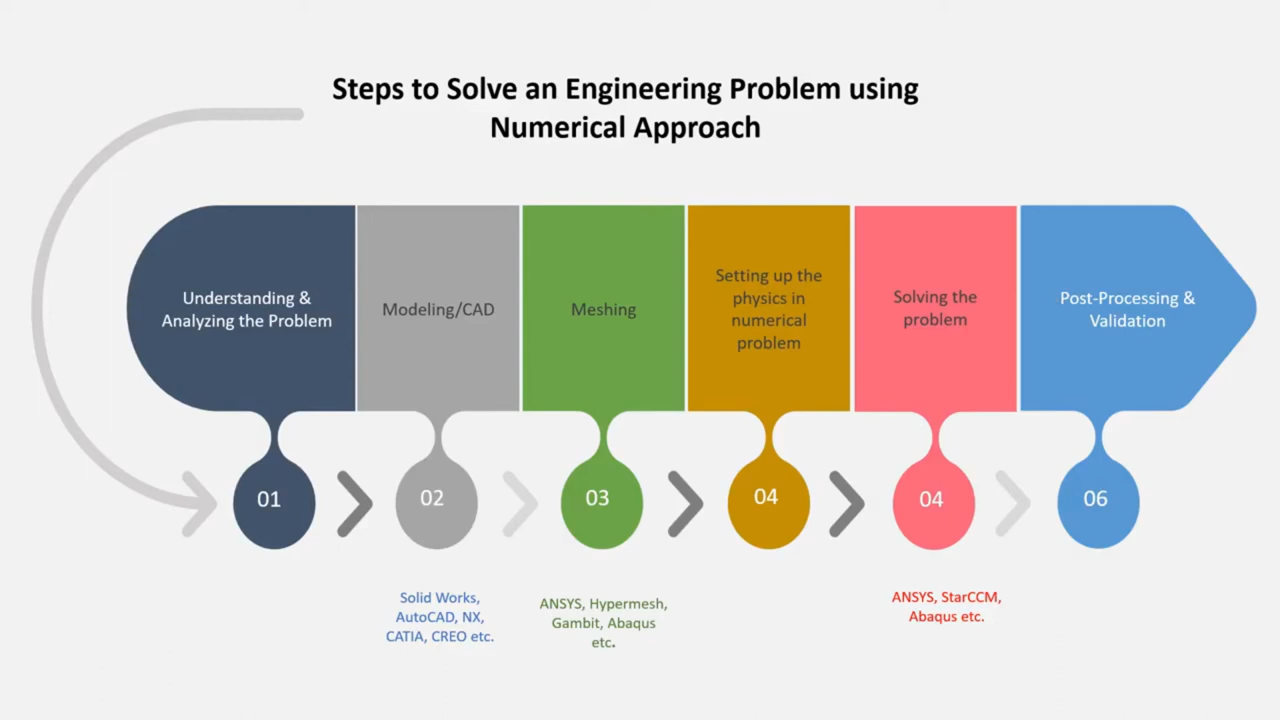 Steps to Solve an Engineering Problem using
Numerical Approach
Understanding &
Analyzing the Problem
Modeling/CAD
Meshing
Setting up the
physics in
numerical
problem
Solving the
problem
Post-Processing &
Validation
01
02
03
04
04
06
Solid Works,
AutoCAD, NX,
CATIA, CREO etc.
ANSYS, Hypermesh,
Gambit, Abaqus
etc.
ANSYS, StarCCM,
Abaqus etc.